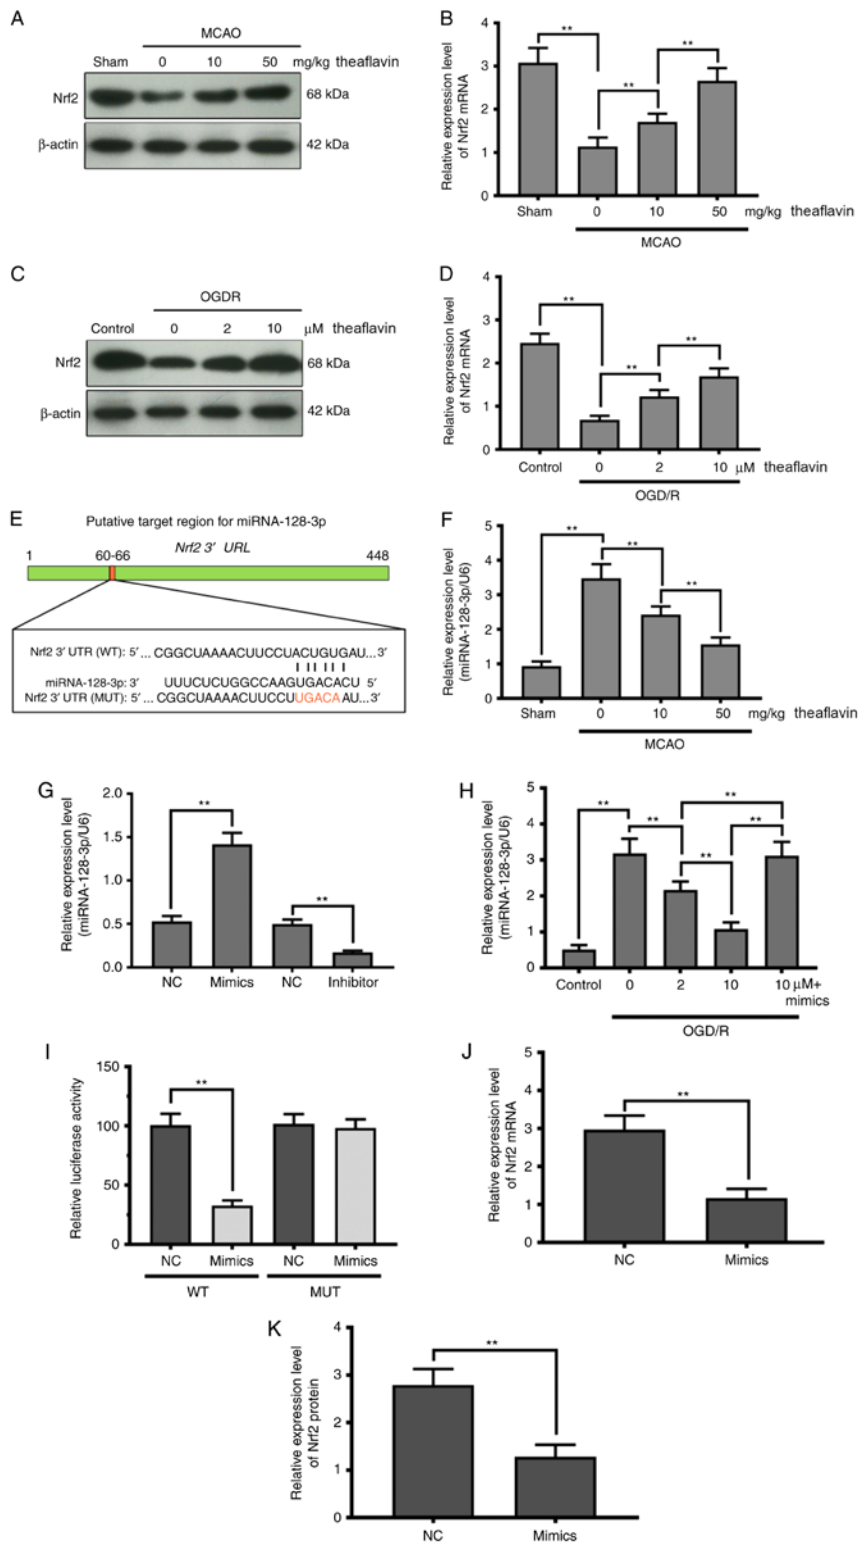 A
MCAO
Sham 0 10 50 mg/kg theaflavin
Nrf2 68 kDa
β-actin 42 kDa
B
Relative expression level
of Nrf2 mRNA
4
3
2
1
0
** ** **
Sham 0 10 50 mg/kg theaflavin
MCAO
C
OGDR
Control 0 2 10 μM theaflavin
Nrf2 68 kDa
β-actin 42 kDa
D
Relative expression level
of Nrf2 mRNA
4
3
2
1
0
** ** **
Control 0 2 10 μM theaflavin
OGD/R
E
Putative target region for miRNA-128-3p
Nrf2 3′ URL
1 60-66 448
Nrf2 3′ UTR (WT): 5′ ... CGGCUAAAACUUCCUACUGUGAU...3′
miRNA-128-3p: 3′ UUUCUCUGGCCAAGUGACACU 5′
Nrf2 3′ UTR (MUT): 5′ ... CGGCUAAAACUUCCUUGACA AU... 3′
F
Relative expression level
(miRNA-128-3p/U6)
5
4
3
2
1
0
** ** **
Sham 0 10 50 mg/kg theaflavin
MCAO
G
Relative expression level
(miRNA-128-3p/U6)
2.0
1.5
1.0
0.5
0.0
** **
NC Mimics NC Inhibitor
H
Relative expression level
(miRNA-128-3p/U6)
5
4
3
2
1
0
** ** ** ** **
Control 0 2 10 10 μM+
mimics
OGD/R
I
Relative luciferase activity
150
100
50
0
**
NC Mimics NC Mimics
WT MUT
J
Relative expression level
of Nrf2 mRNA
5
4
3
2
1
0
**
NC Mimics
K
Relative expression level
of Nrf2 protein
4
3
2
1
0
**
NC Mimics